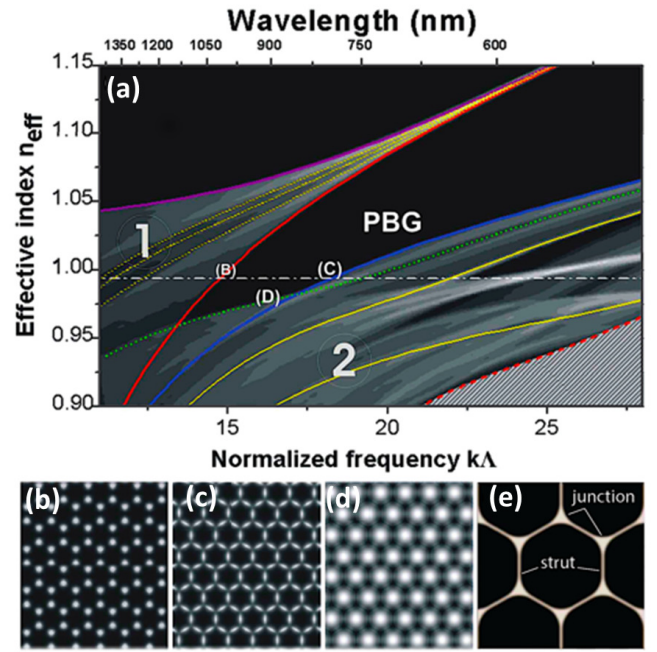 Wavelength (nm)
1350 1200 1050 900 750 600
(a)
1.15
1.10
1.05
1.00
0.95
0.90
Effective index n_eff
1
PBG
(B)
(C)
(D)
2
15 20 25
Normalized frequency kΛ
(b) (c) (d) (e)
junction
strut